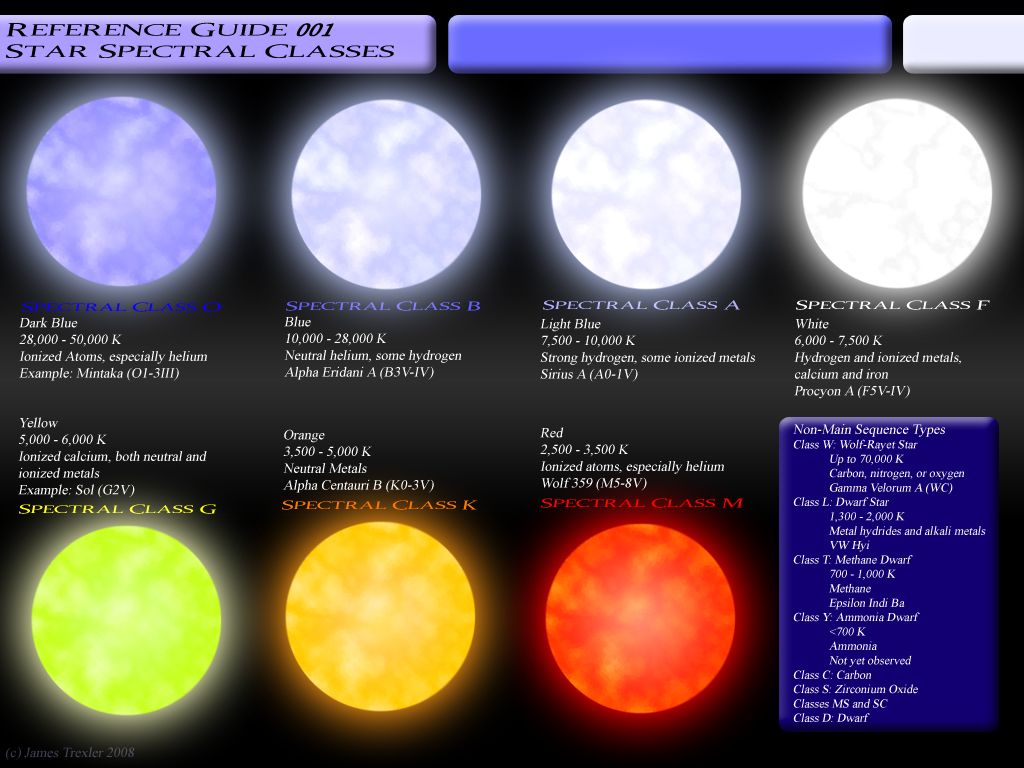 REFERENCE GUIDE 001
STAR SPECTRAL CLASSES
SPECTRAL CLASS O
Dark Blue
28,000 - 50,000 K
Ionized Atoms, especially helium
Example: Mintaka (O1-3III)
SPECTRAL CLASS B
Blue
10,000 - 28,000 K
Neutral helium, some hydrogen
Alpha Eridani A (B3V-IV)
SPECTRAL CLASS A
Light Blue
7,500 - 10,000 K
Strong hydrogen, some ionized metals
Sirius A (A0-1V)
SPECTRAL CLASS F
White
6,000 - 7,500 K
Hydrogen and ionized metals,
calcium and iron
Procyon A (F5V-IV)
Yellow
5,000 - 6,000 K
Ionized calcium, both neutral and
ionized metals
Example: Sol (G2V)
SPECTRAL CLASS G
Orange
3,500 - 5,000 K
Neutral Metals
Alpha Centauri B (K0-3V)
SPECTRAL CLASS K
Red
2,500 - 3,500 K
Ionized atoms, especially helium
Wolf 359 (M5-8V)
SPECTRAL CLASS M
Non-Main Sequence Types
Class W: Wolf-Rayet Star
Up to 70,000 K
Carbon, nitrogen, or oxygen
Gamma Velorum A (WC)
Class L: Dwarf Star
1,300 - 2,000 K
Metal hydrides and alkali metals
VW Hyi
Class T: Methane Dwarf
700 - 1,000 K
Methane
Epsilon Indi Ba
Class Y: Ammonia Dwarf
<700 K
Ammonia
Not yet observed
Class C: Carbon
Class S: Zirconium Oxide
Classes MS and SC
Class D: Dwarf
(c) James Trexler 2008